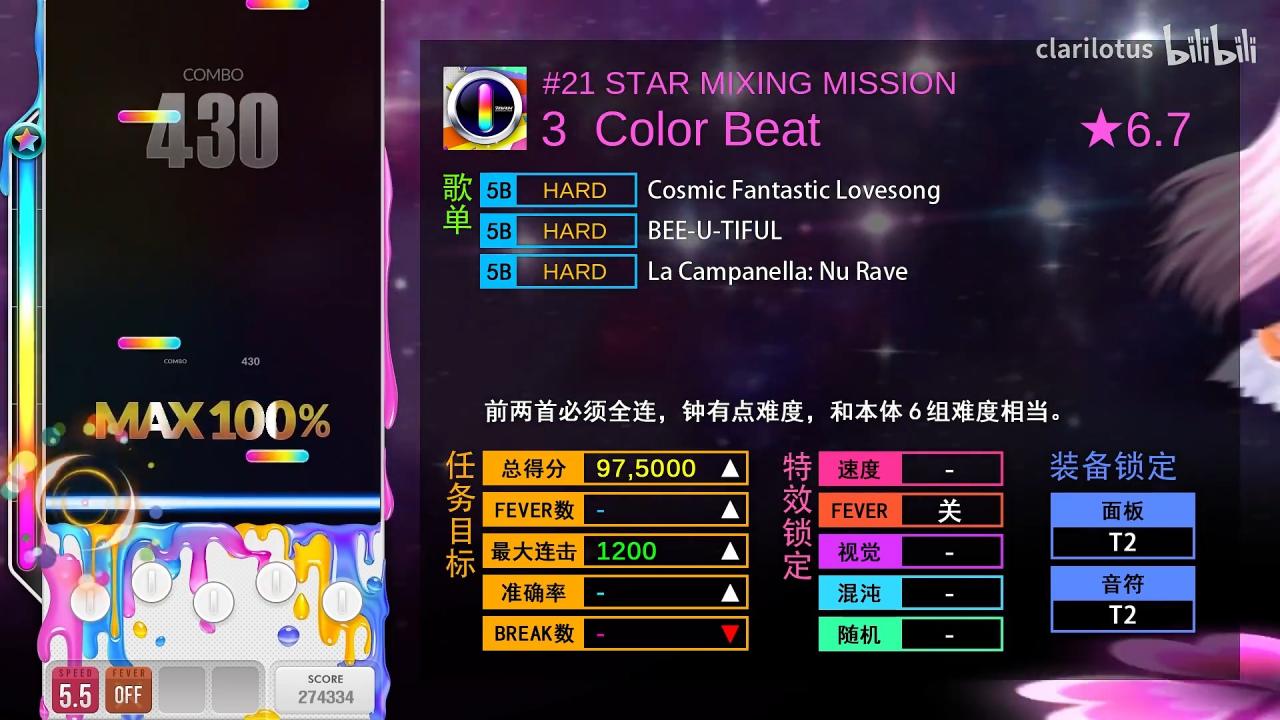 clarilotus bilibili
COMBO
430
#21 STAR MIXING MISSION
3 Color Beat
★6.7
歌单
5B HARD Cosmic Fantastic Lovesong
5B HARD BEE-U-TIFUL
5B HARD La Campanella: Nu Rave
COMBO 430
MAX 100%
前两首必须全连，钟有点难度，和本体6组难度相当。
任务目标
总得分 97,5000 ▲
FEVER数 - ▲
最大连击 1200 ▲
准确率 - ▲
BREAK数 - ▼
特效锁定
速度 -
FEVER 关
视觉 -
混沌 -
随机 -
装备锁定
面板
T2
音符
T2
SPEED
5.5
FEVER
OFF
SCORE
274334